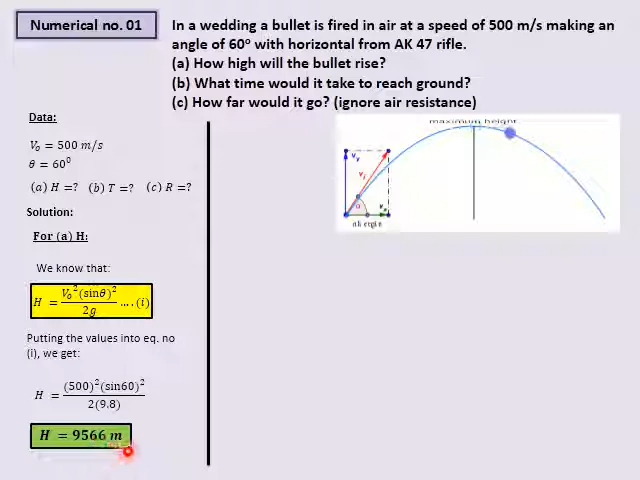 Numerical no. 01
In a wedding a bullet is fired in air at a speed of 500 m/s making an
angle of 60° with horizontal from AK 47 rifle.
(a) How high will the bullet rise?
(b) What time would it take to reach ground?
(c) How far would it go? (ignore air resistance)
Data:
V₀ = 500 m/s
θ = 60⁰
(a) H =? (b) T =? (c) R =?
Solution:
For (a) H:
We know that:
H = V₀²(sinθ)²/2g ....(i)
Putting the values into eq. no
(i), we get:
H = (500)²(sin60)²/2(9.8)
H = 9566 m
maximum height
v_y
v_i
v_x
α